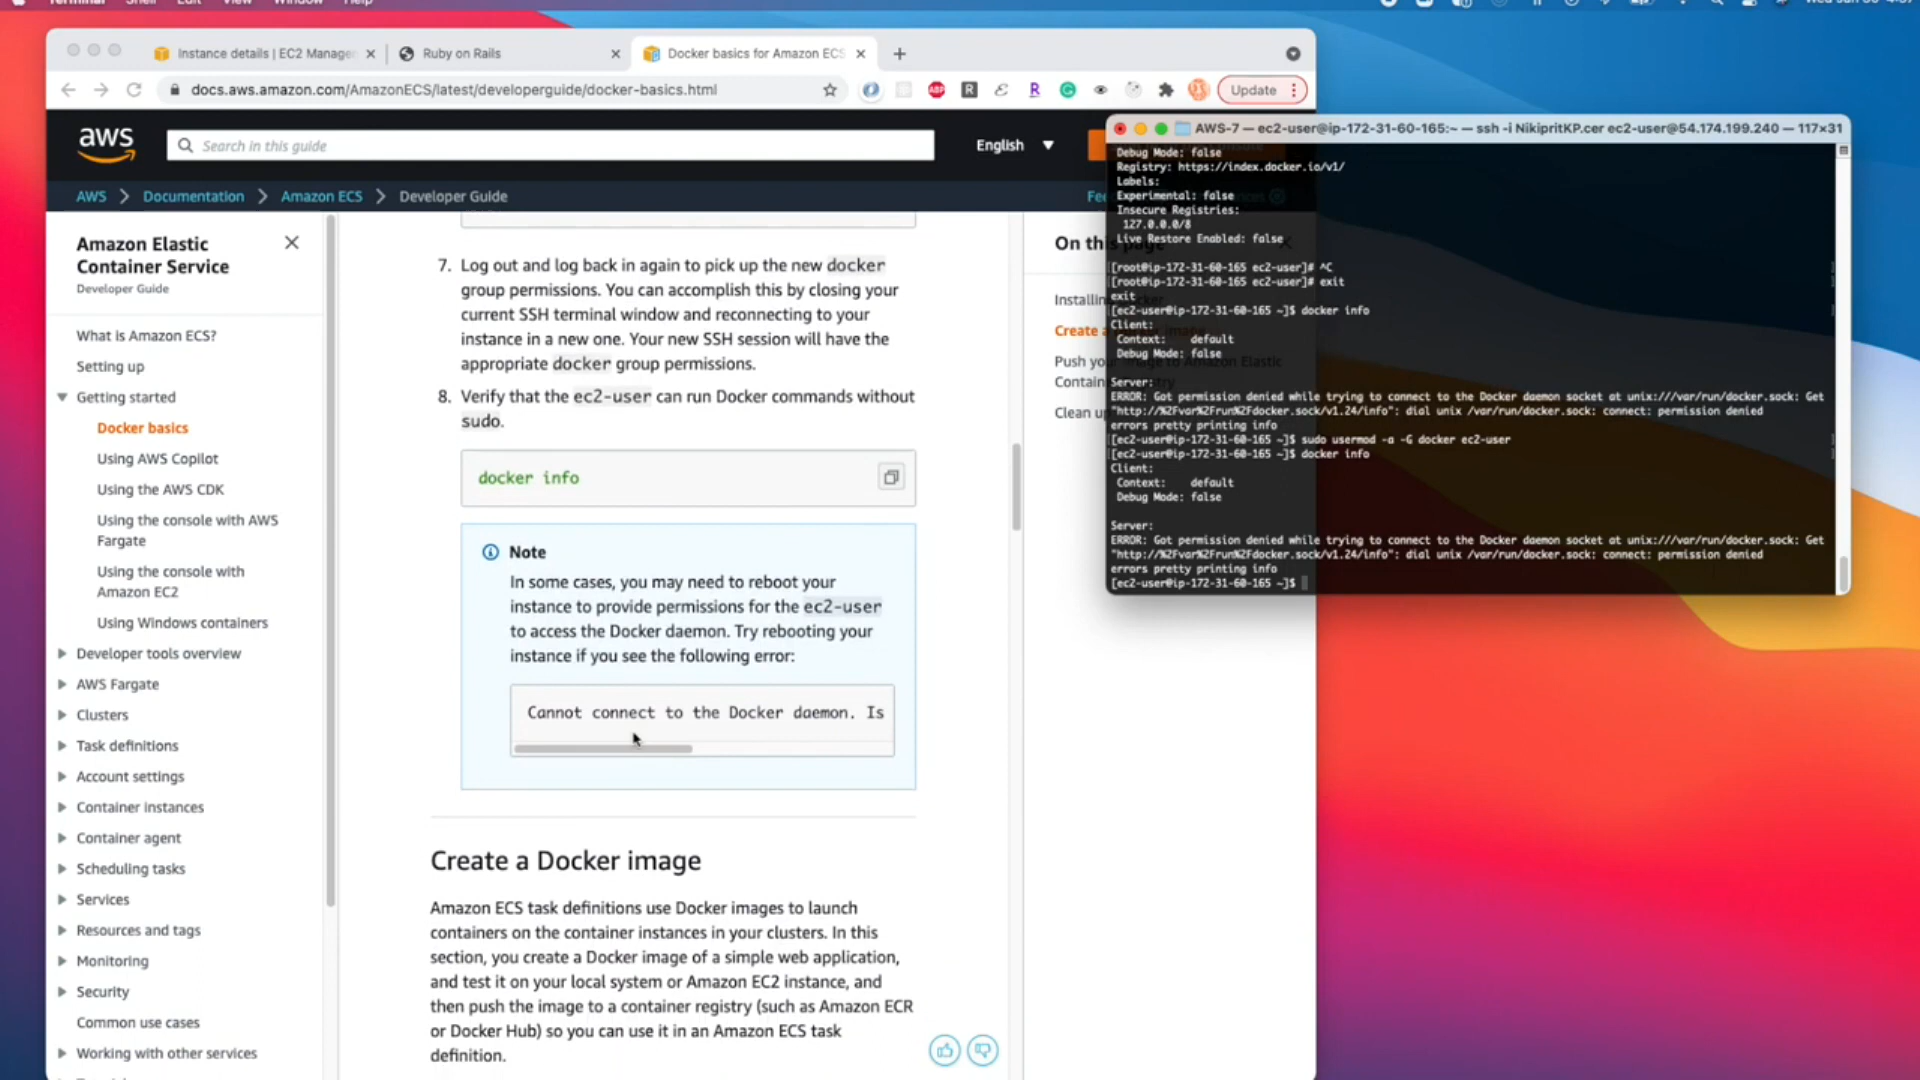 Terminal Shell Edit View Window Help
Instance details | EC2 Manage
Ruby on Rails
Docker basics for Amazon ECS
docs.aws.amazon.com/AmazonECS/latest/developerguide/docker-basics.html
Update
aws
Search in this guide
English
AWS
Documentation
Amazon ECS
Developer Guide
Amazon Elastic
Container Service
Developer Guide
What is Amazon ECS?
Setting up
Getting started
Docker basics
Using AWS Copilot
Using the AWS CDK
Using the console with AWS
Fargate
Using the console with
Amazon EC2
Using Windows containers
Developer tools overview
AWS Fargate
Clusters
Task definitions
Account settings
Container instances
Container agent
Scheduling tasks
Services
Resources and tags
Monitoring
Security
Common use cases
Working with other services
7. Log out and log back in again to pick up the new docker
group permissions. You can accomplish this by closing your
current SSH terminal window and reconnecting to your
instance in a new one. Your new SSH session will have the
appropriate docker group permissions.
8. Verify that the ec2-user can run Docker commands without
sudo.
docker info
Note
In some cases, you may need to reboot your
instance to provide permissions for the ec2-user
to access the Docker daemon. Try rebooting your
instance if you see the following error:
Cannot connect to the Docker daemon. Is
Create a Docker image
Amazon ECS task definitions use Docker images to launch
containers on the container instances in your clusters. In this
section, you create a Docker image of a simple web application,
and test it on your local system or Amazon EC2 instance, and
then push the image to a container registry (such as Amazon ECR
or Docker Hub) so you can use it in an Amazon ECS task
definition.
On this page
Create a
Push your image to Amazon Elastic
Clean up
AWS-7 — ec2-user@ip-172-31-60-165:~ — ssh -i NikipritKP.cer ec2-user@54.174.199.240 — 117×31
Debug Mode: false
Registry: https://index.docker.io/v1/
Labels:
Experimental: false
Insecure Registries:
127.0.0.0/8
Live Restore Enabled: false
[root@ip-172-31-60-165 ec2-user]# ^C
[root@ip-172-31-60-165 ec2-user]# exit
exit
[ec2-user@ip-172-31-60-165 ~]$ docker info
Client:
Context: default
Debug Mode: false
Server:
ERROR: Got permission denied while trying to connect to the Docker daemon socket at unix:///var/run/docker.sock: Get
"http://%2Fvar%2Frun%2Fdocker.sock/v1.24/info": dial unix /var/run/docker.sock: connect: permission denied
errors pretty printing info
[ec2-user@ip-172-31-60-165 ~]$ sudo usermod -a -G docker ec2-user
[ec2-user@ip-172-31-60-165 ~]$ docker info
Client:
Context: default
Debug Mode: false
Server:
ERROR: Got permission denied while trying to connect to the Docker daemon socket at unix:///var/run/docker.sock: Get
"http://%2Fvar%2Frun%2Fdocker.sock/v1.24/info": dial unix /var/run/docker.sock: connect: permission denied
errors pretty printing info
[ec2-user@ip-172-31-60-165 ~]$